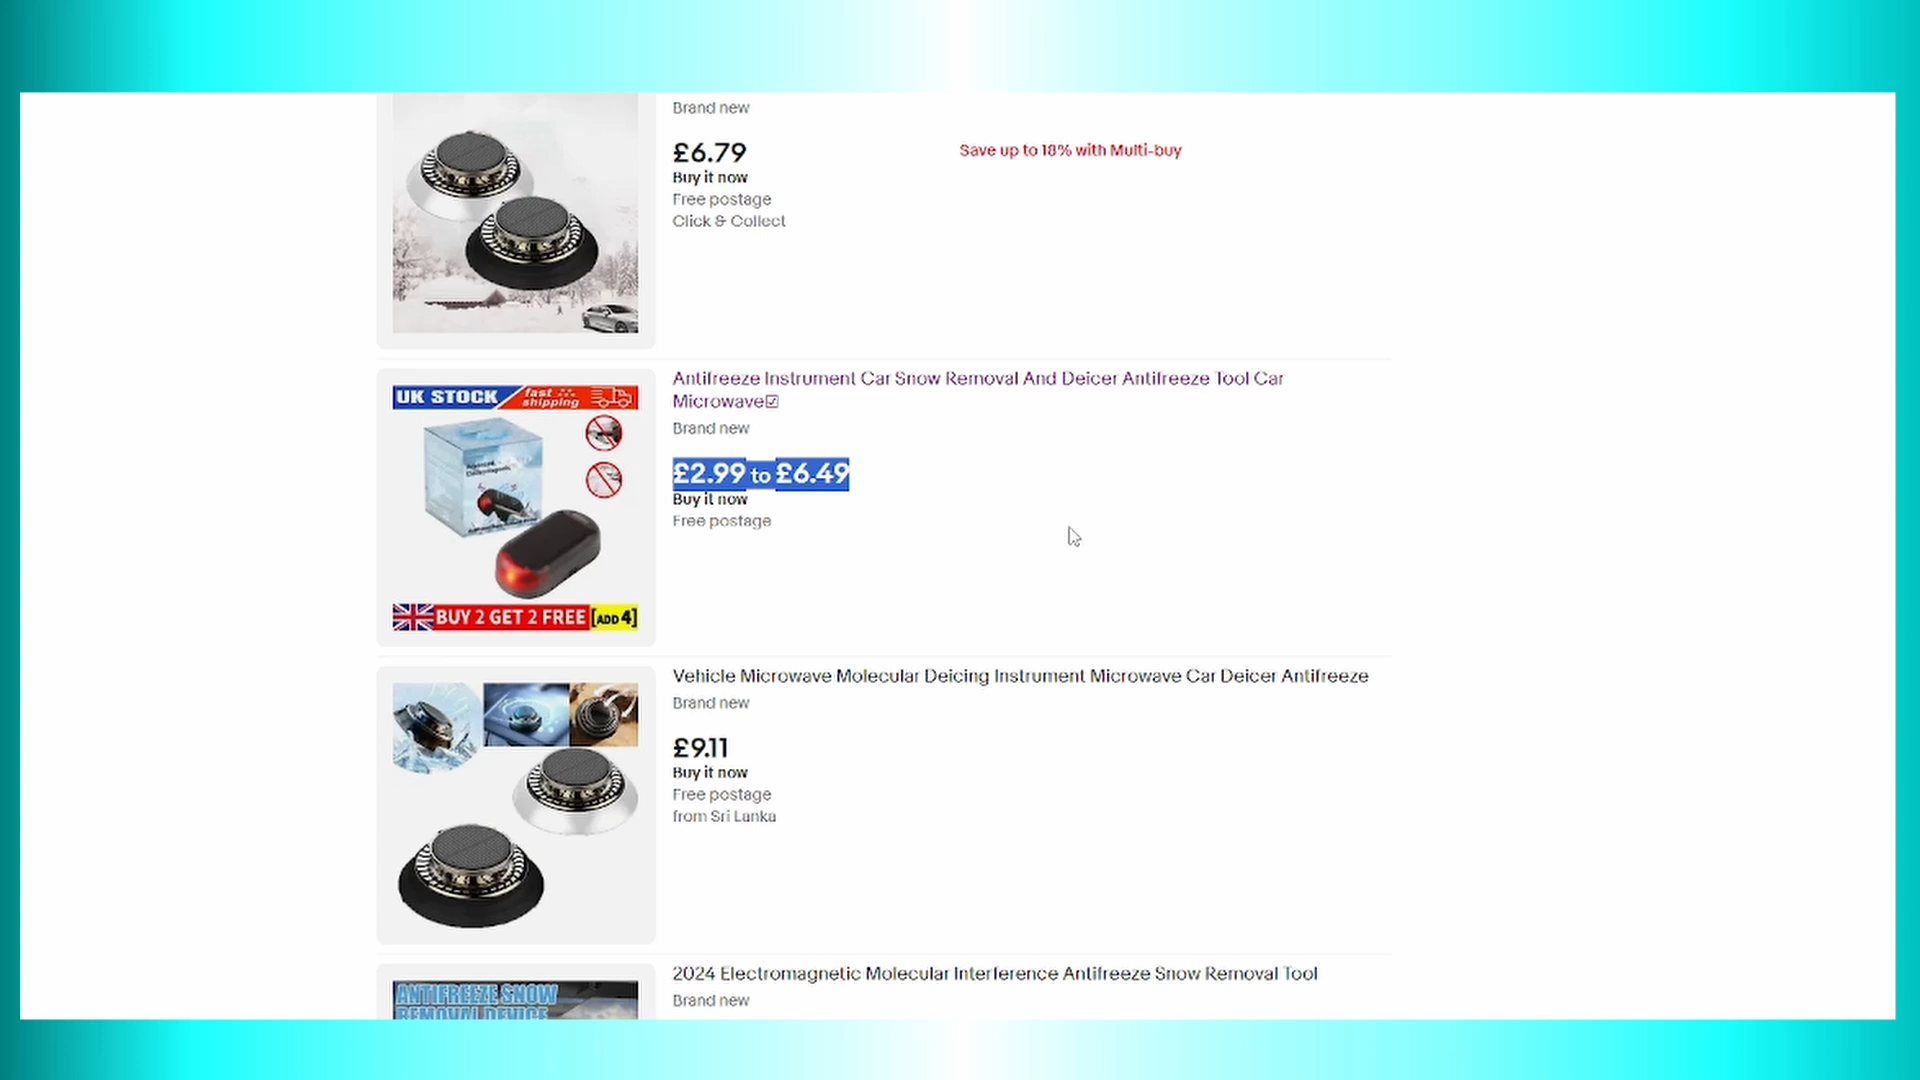 Brand new
£6.79
Save up to 18% with Multi-buy
Buy it now
Free postage
Click & Collect
UK STOCK
fast
shipping
BUY 2 GET 2 FREE [ADD 4]
Antifreeze Instrument Car Snow Removal And Deicer Antifreeze Tool Car
Microwave☑
Brand new
£2.99 to £6.49
Buy it now
Free postage
Vehicle Microwave Molecular Deicing Instrument Microwave Car Deicer Antifreeze
Brand new
£9.11
Buy it now
Free postage
from Sri Lanka
ANTIFREEZE SNOW
REMOVAL DEVICE
2024 Electromagnetic Molecular Interference Antifreeze Snow Removal Tool
Brand new